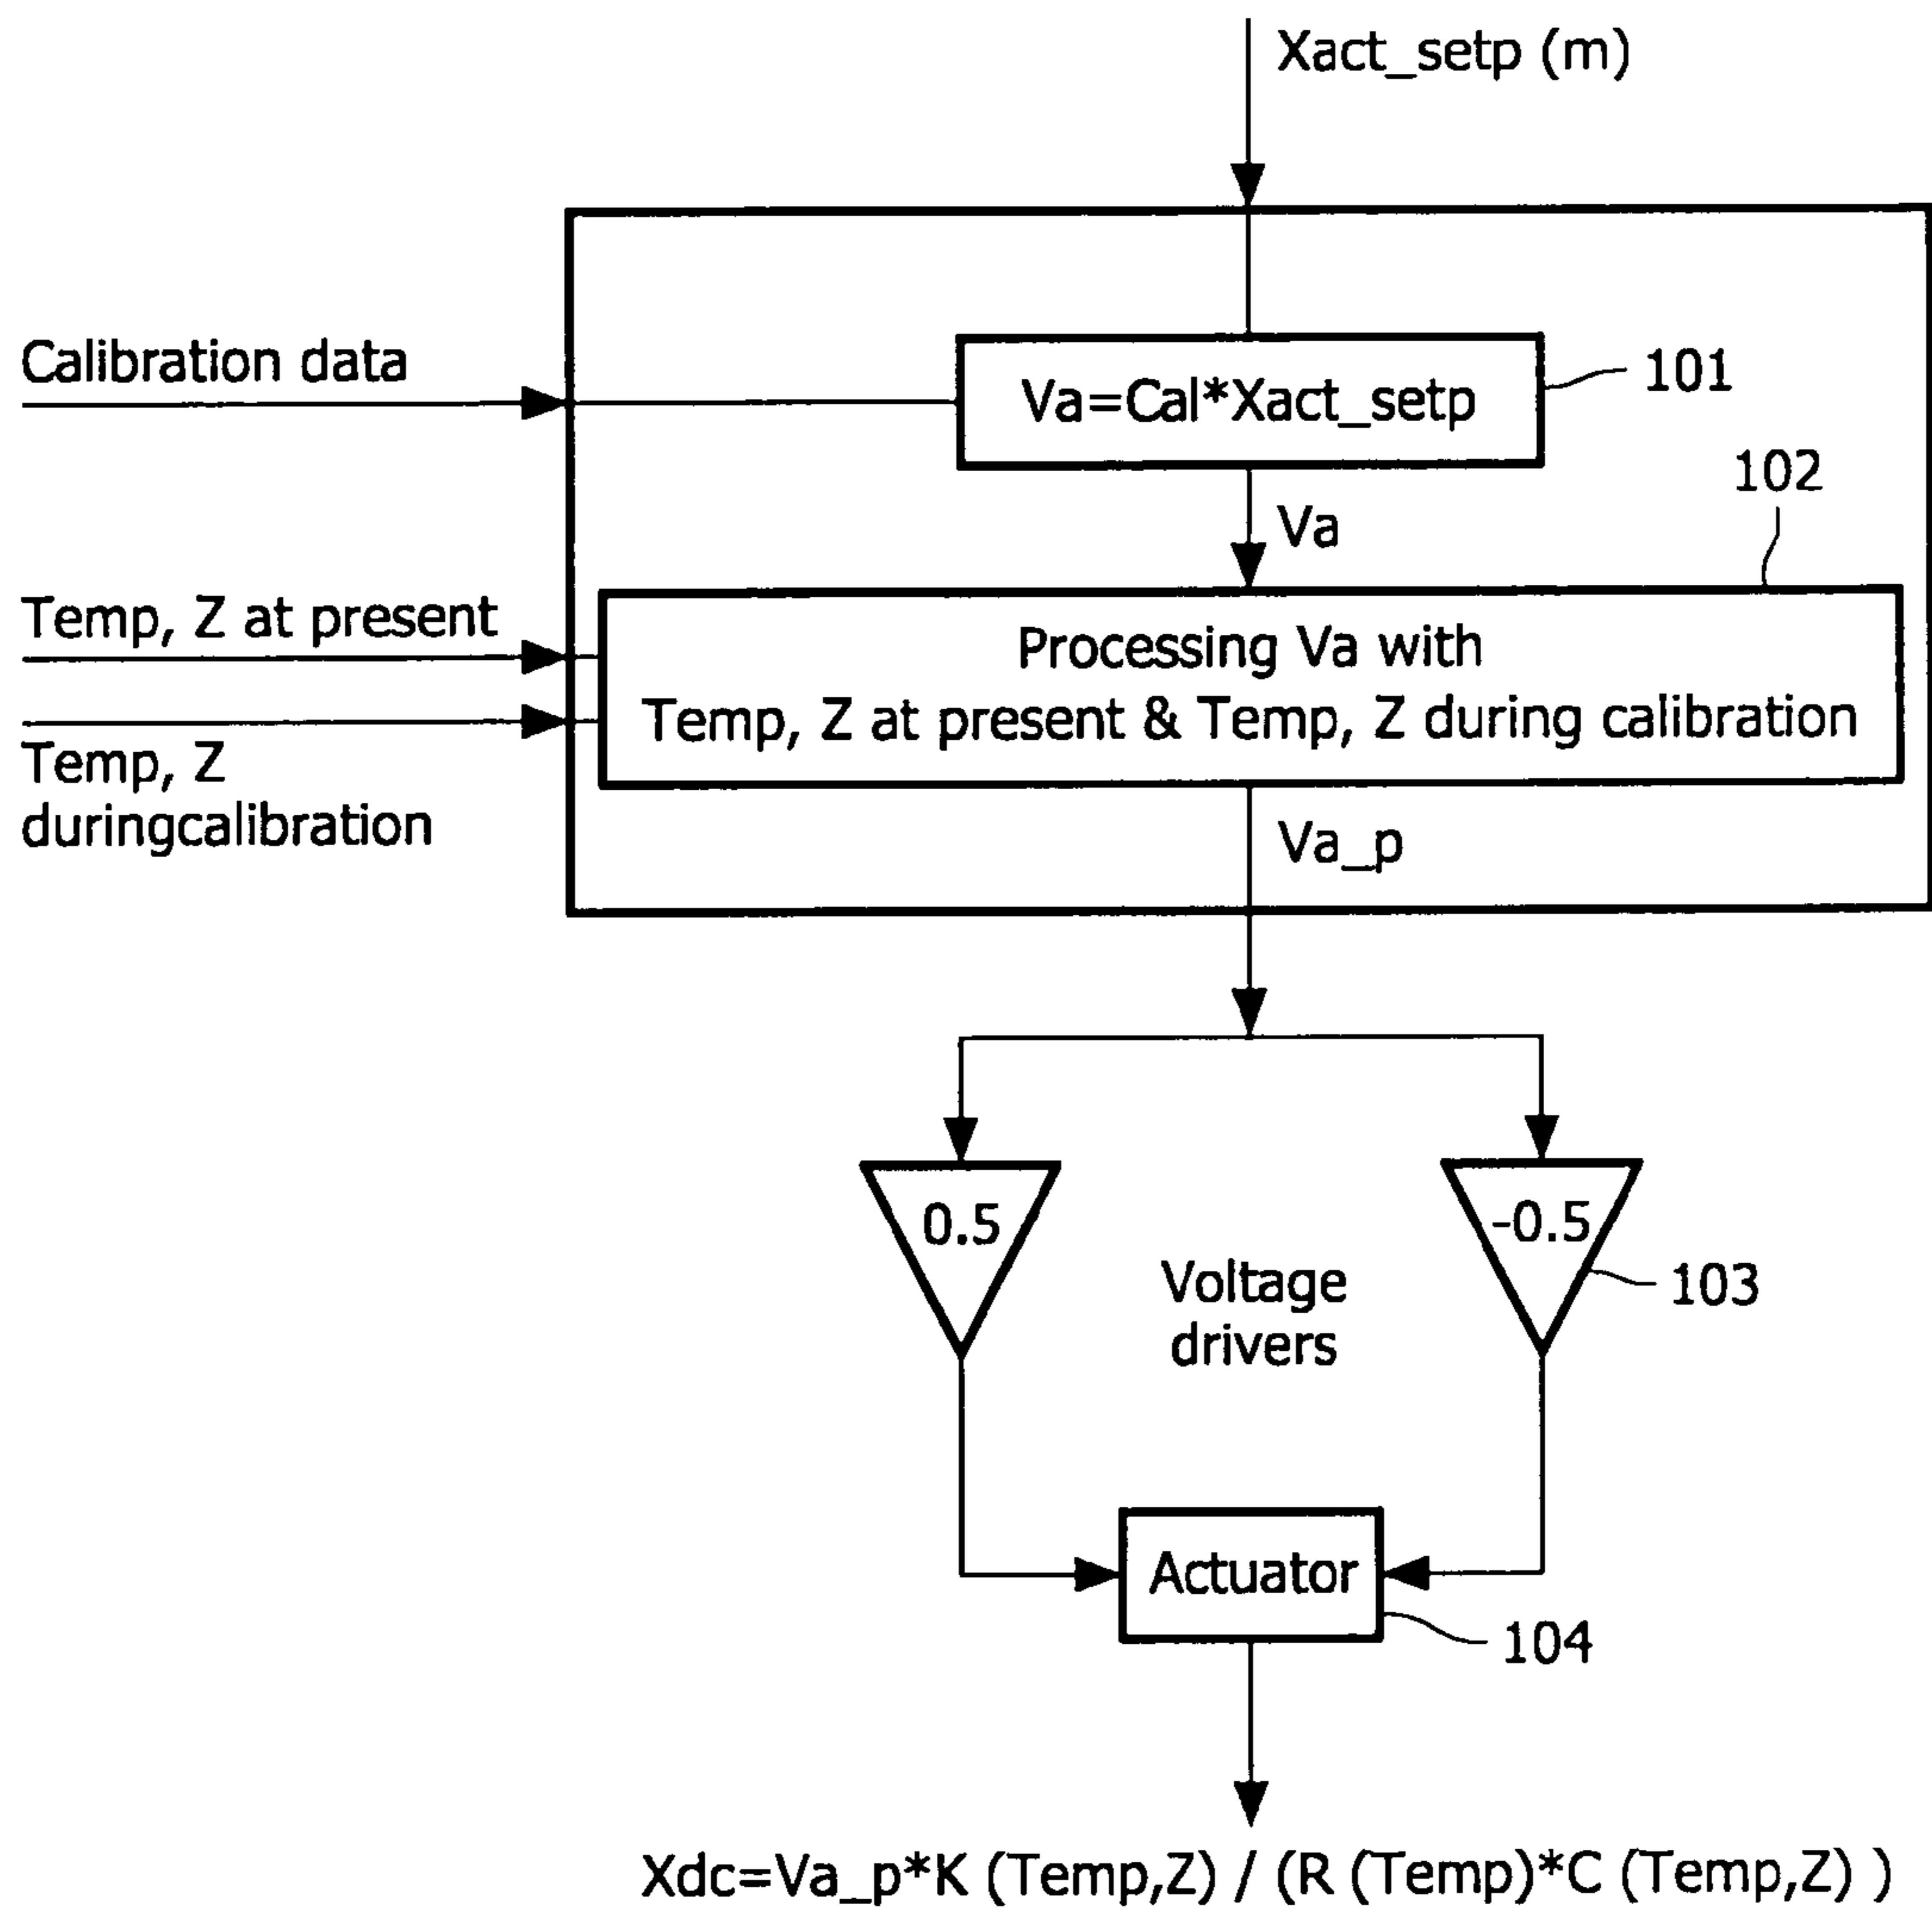 Xact_setp (m)
Calibration data
Va=Cal*Xact_setp
101
102
Va
Temp, Z at present
Processing Va with
Temp, Z at present & Temp, Z during calibration
Temp, Z
duringcalibration
Va_p
0.5
-0.5
Voltage
drivers
103
Actuator
104
Xdc=Va_p*K (Temp,Z) / (R (Temp)*C (Temp,Z) )